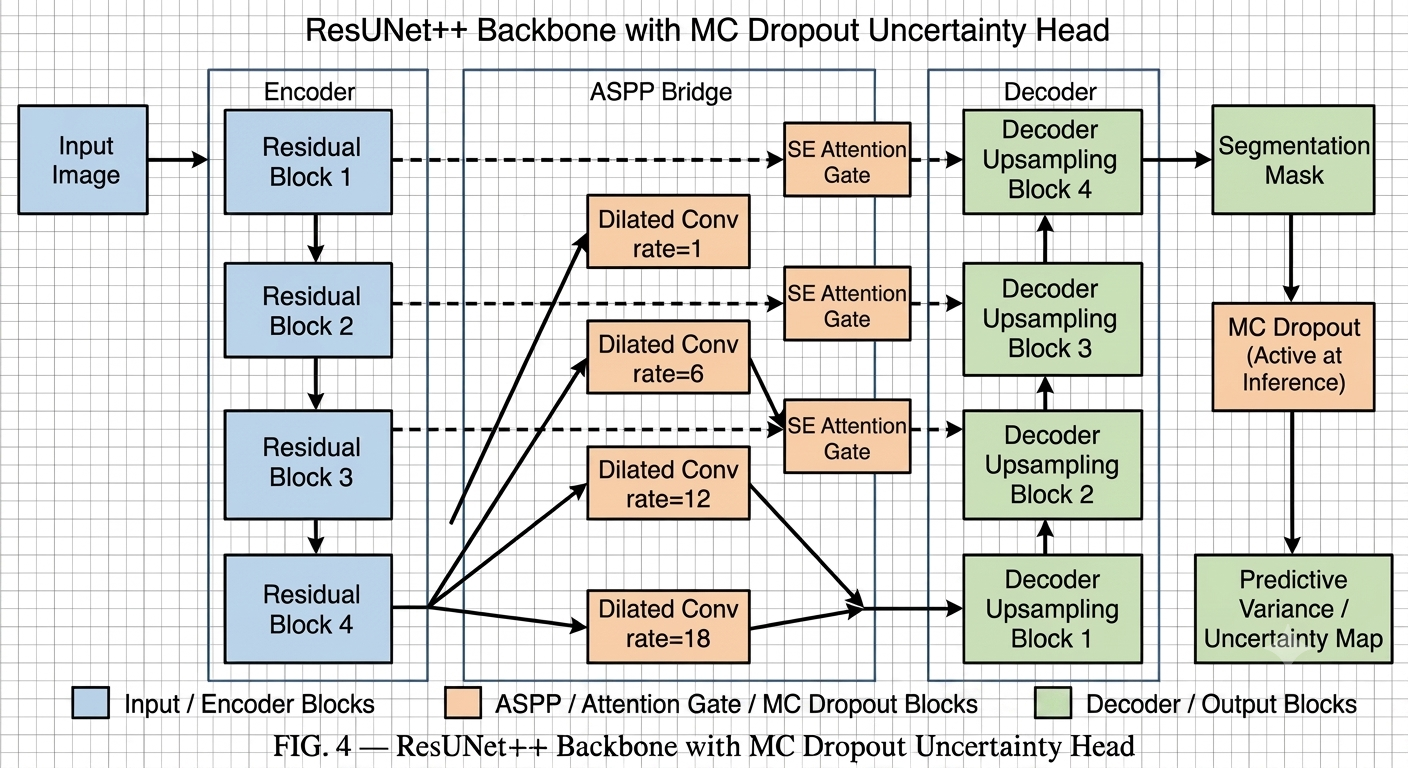 ResUNet++ Backbone with MC Dropout Uncertainty Head
Encoder
ASPP Bridge
Decoder
Input
Image
Residual
Block 1
SE Attention
Gate
Decoder
Upsampling
Block 4
Segmentation
Mask
Dilated Conv
rate=1
Residual
Block 2
SE Attention
Gate
Decoder
Upsampling
Block 3
MC Dropout
(Active at
Inference)
Dilated Conv
rate=6
Residual
Block 3
SE Attention
Gate
Decoder
Upsampling
Block 2
Dilated Conv
rate=12
Residual
Block 4
Dilated Conv
rate=18
Decoder
Upsampling
Block 1
Predictive
Variance /
Uncertainty Map
Input / Encoder Blocks
ASPP / Attention Gate / MC Dropout Blocks
Decoder / Output Blocks
FIG. 4 — ResUNet++ Backbone with MC Dropout Uncertainty Head